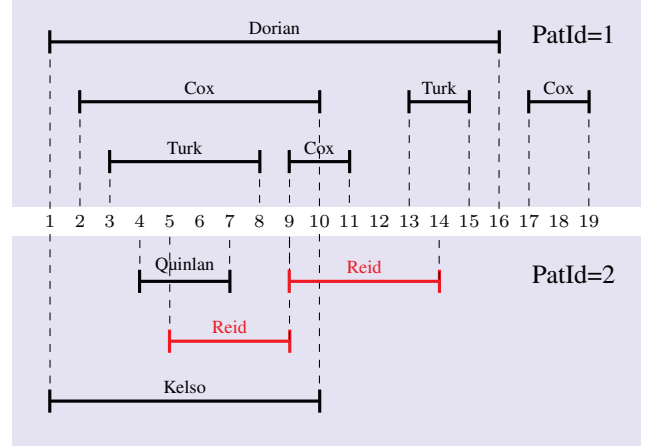 Dorian
PatId=1
Cox
Turk
Cox
Turk
Cox
1 2 3 4 5 6 7 8 9 10 11 12 13 14 15 16 17 18 19
Quinlan
Reid
PatId=2
Reid
Kelso